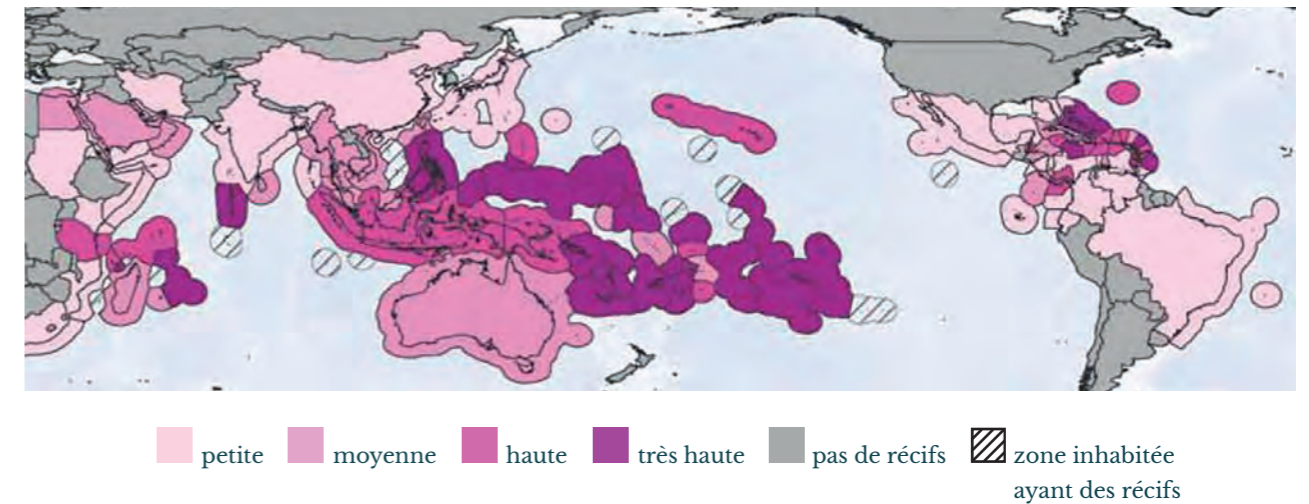 petite moyenne haute très haute pas de récifs zone inhabitée
ayant des récifs